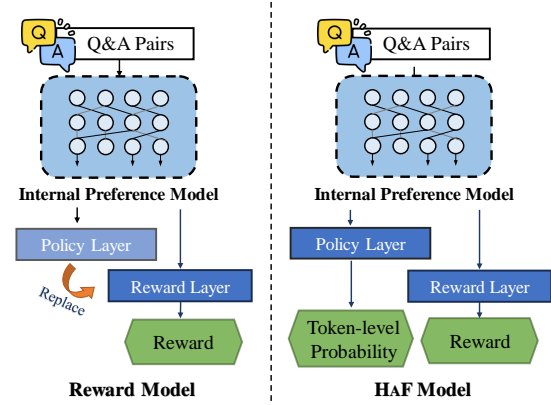 Q
A
Q&A Pairs
Internal Preference Model
Policy Layer
Replace
Reward Layer
Reward
Reward Model
Q
A
Q&A Pairs
Internal Preference Model
Policy Layer
Reward Layer
Token-level
Probability
Reward
HAF Model